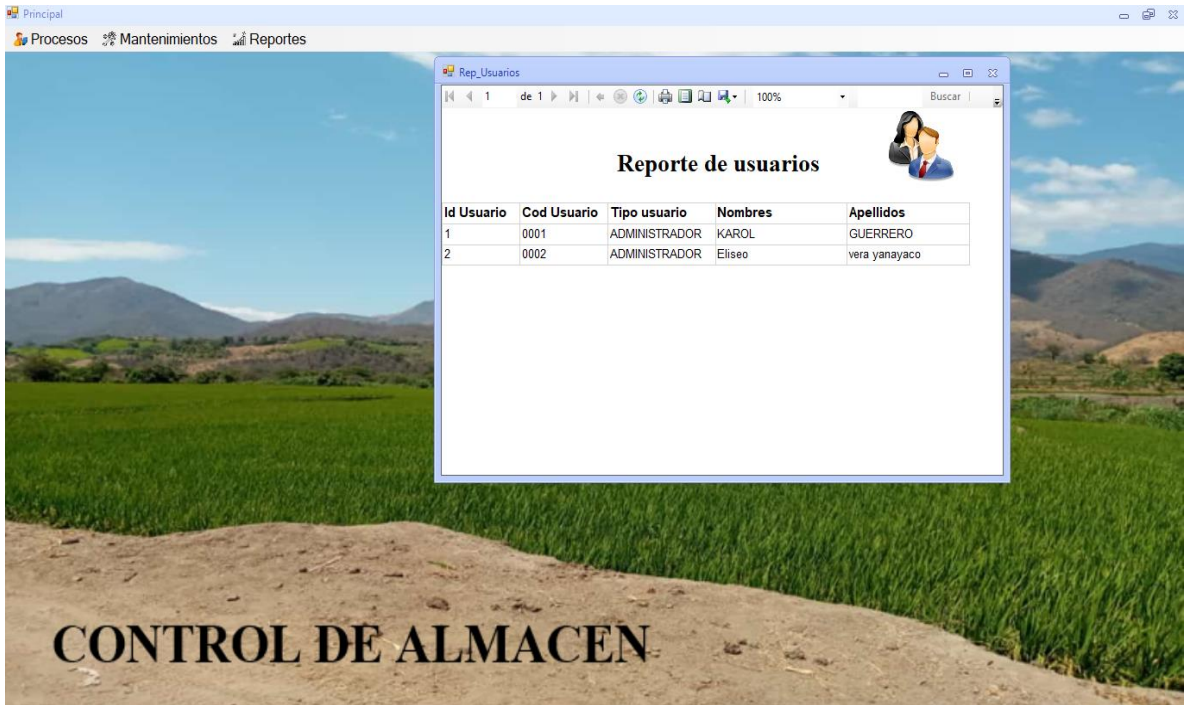 Principal
Procesos Mantenimientos Reportes
Rep_Usuarios
1 de 1 100% Buscar
Reporte de usuarios
Id Usuario Cod Usuario Tipo usuario Nombres Apellidos
1 0001 ADMINISTRADOR KAROL GUERRERO
2 0002 ADMINISTRADOR Eliseo vera yanayaco
CONTROL DE ALMACEN